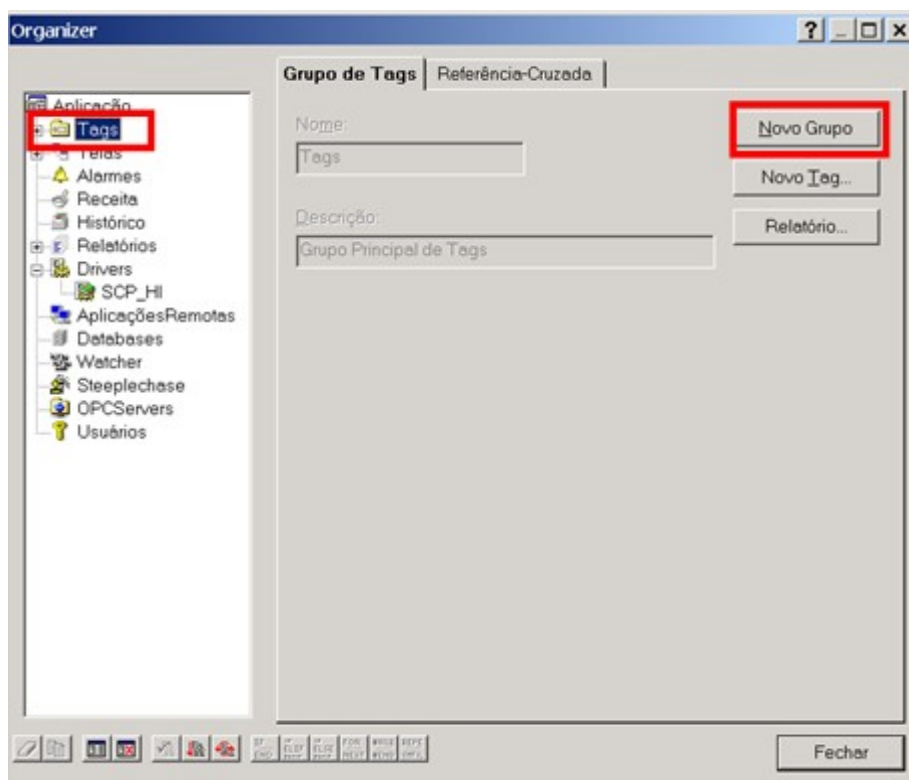 Organizer
Grupo de Tags
Referência-Cruzada
Aplicação
Tags
Telas
Alarmes
Receita
Histórico
Relatórios
Drivers
SCP_HI
AplicaçõesRemotas
Databases
Watcher
Steeplechase
OPCServers
Usuários
Nome:
Tags
Descrição:
Grupo Principal de Tags
Novo Grupo
Novo Tag...
Relatório...
Fechar